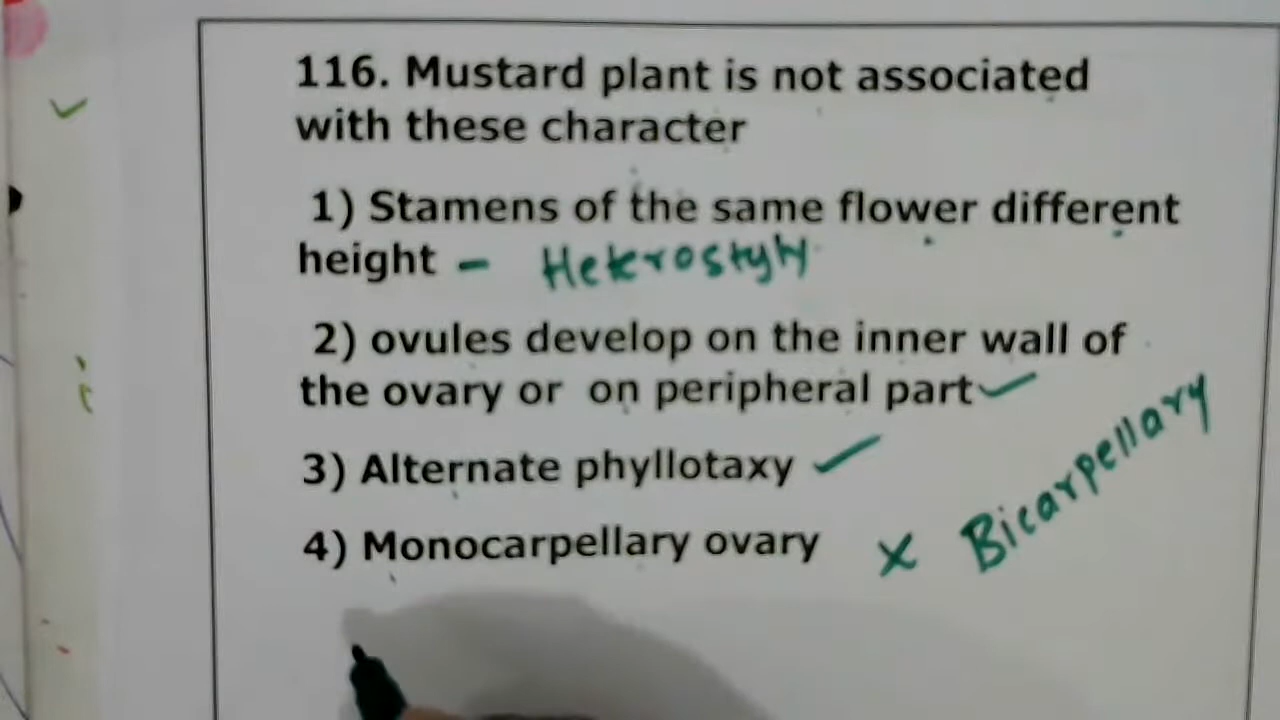 116. Mustard plant is not associated
with these character
1) Stamens of the same flower different
height - Heterostyly
2) ovules develop on the inner wall of
the ovary or on peripheral part
3) Alternate phyllotaxy
4) Monocarpellary ovary x Bicarpellary